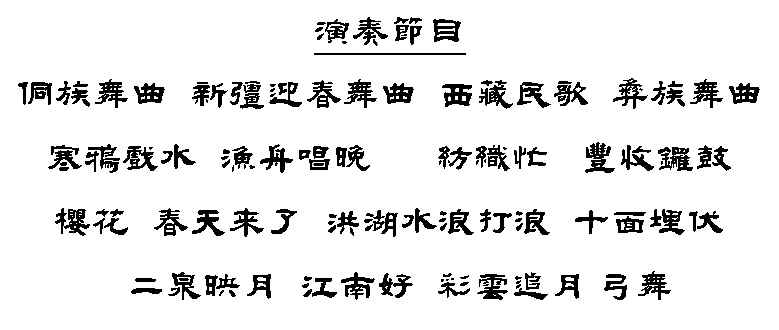 演奏節目
侗族舞曲 新彊迎春舞曲 西藏民歌 彝族舞曲
寒鴉戲水 漁舟唱晚 紡織忙 豐收鑼鼓
櫻花 春天来了 洪湖水浪打浪 十面埋伏
二泉映月 江南好 彩雲追月 弓舞